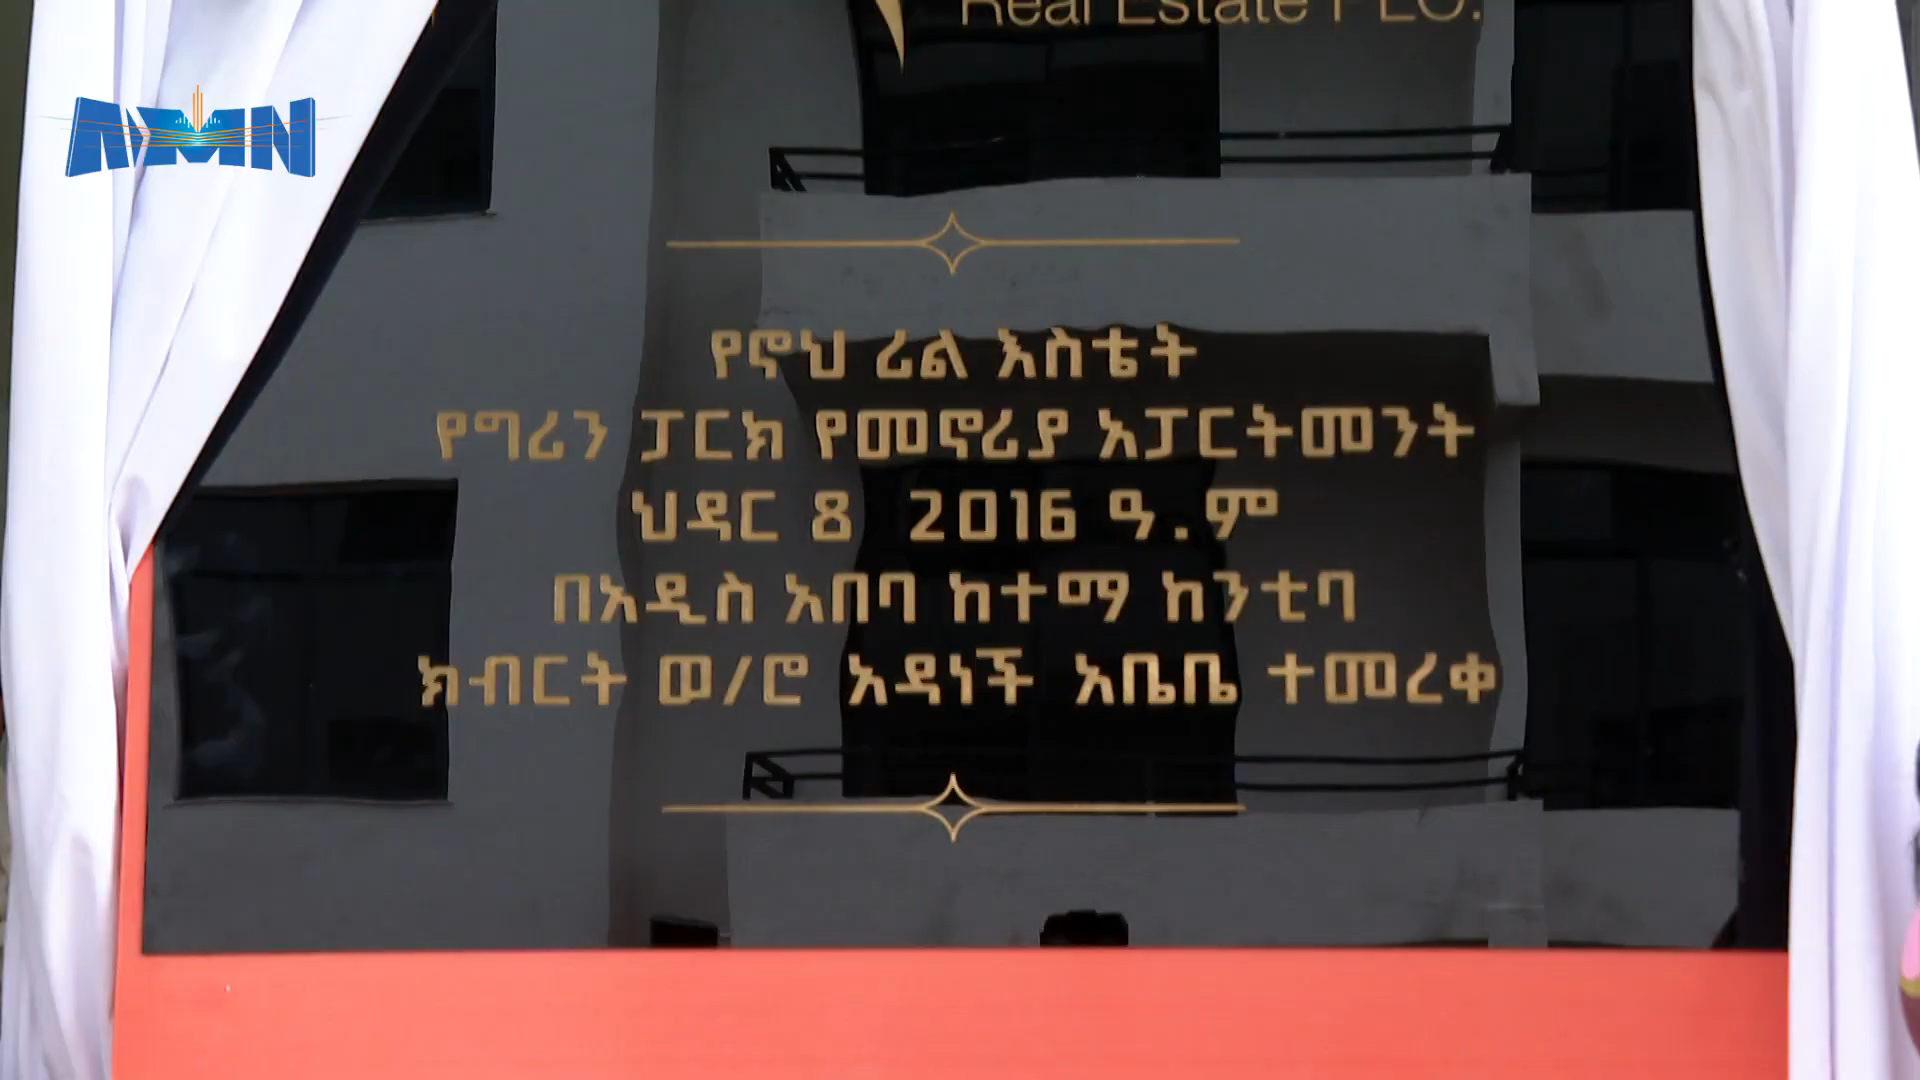 Real Estate PLC.
AMN
የኖህ ሪል እስቴት
የግሪን ፓርክ የመኖሪያ አፓርትመንት
ህዳር 8 2016 ዓ.ም
በአዲስ አበባ ከተማ ከንቲባ
ክብርት ወ/ሮ አዳነች አቤቤ ተመረቀ